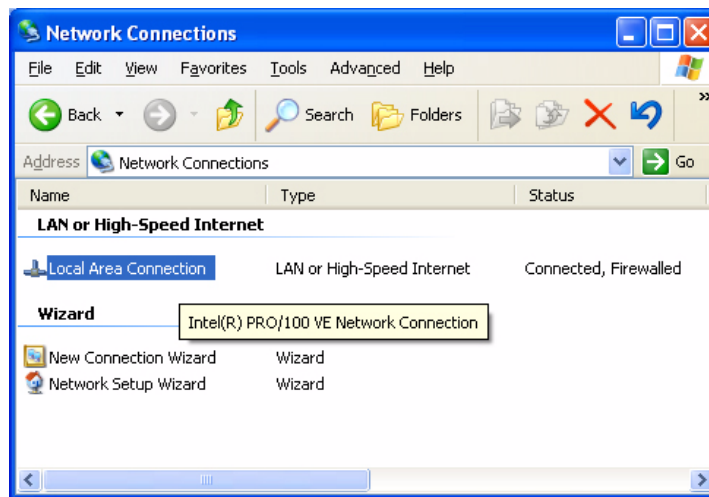 Network Connections
File Edit View Favorites Tools Advanced Help
Back Search Folders »
Address Network Connections Go
Name Type Status
LAN or High-Speed Internet
Local Area Connection LAN or High-Speed Internet Connected, Firewalled
Wizard
Intel(R) PRO/100 VE Network Connection
New Connection Wizard Wizard
Network Setup Wizard Wizard